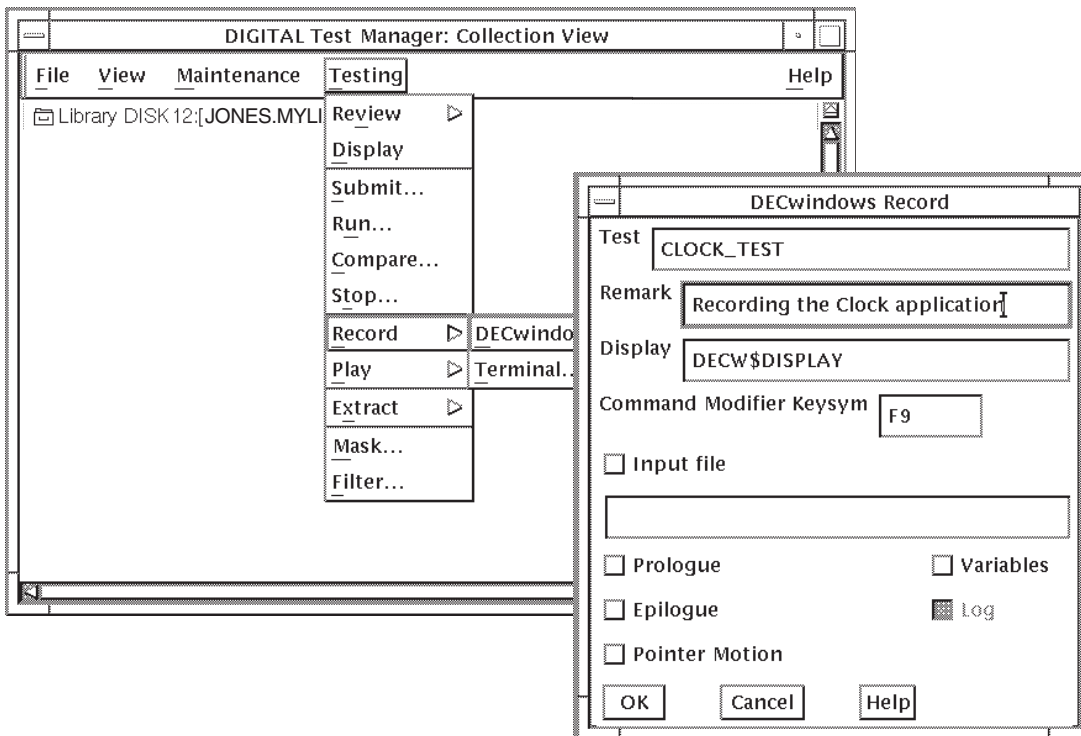 DIGITAL Test Manager: Collection View
File View Maintenance Testing Help
Library DISK12:[JONES.MYLI
Review
Display
Submit...
Run...
Compare...
Stop...
Record
Play
Extract
Mask...
Filter...
DECwindo
Terminal..
DECwindows Record
Test CLOCK_TEST
Remark Recording the Clock application
Display DECW$DISPLAY
Command Modifier Keysym F9
Input file
Prologue Variables
Epilogue Log
Pointer Motion
OK Cancel Help